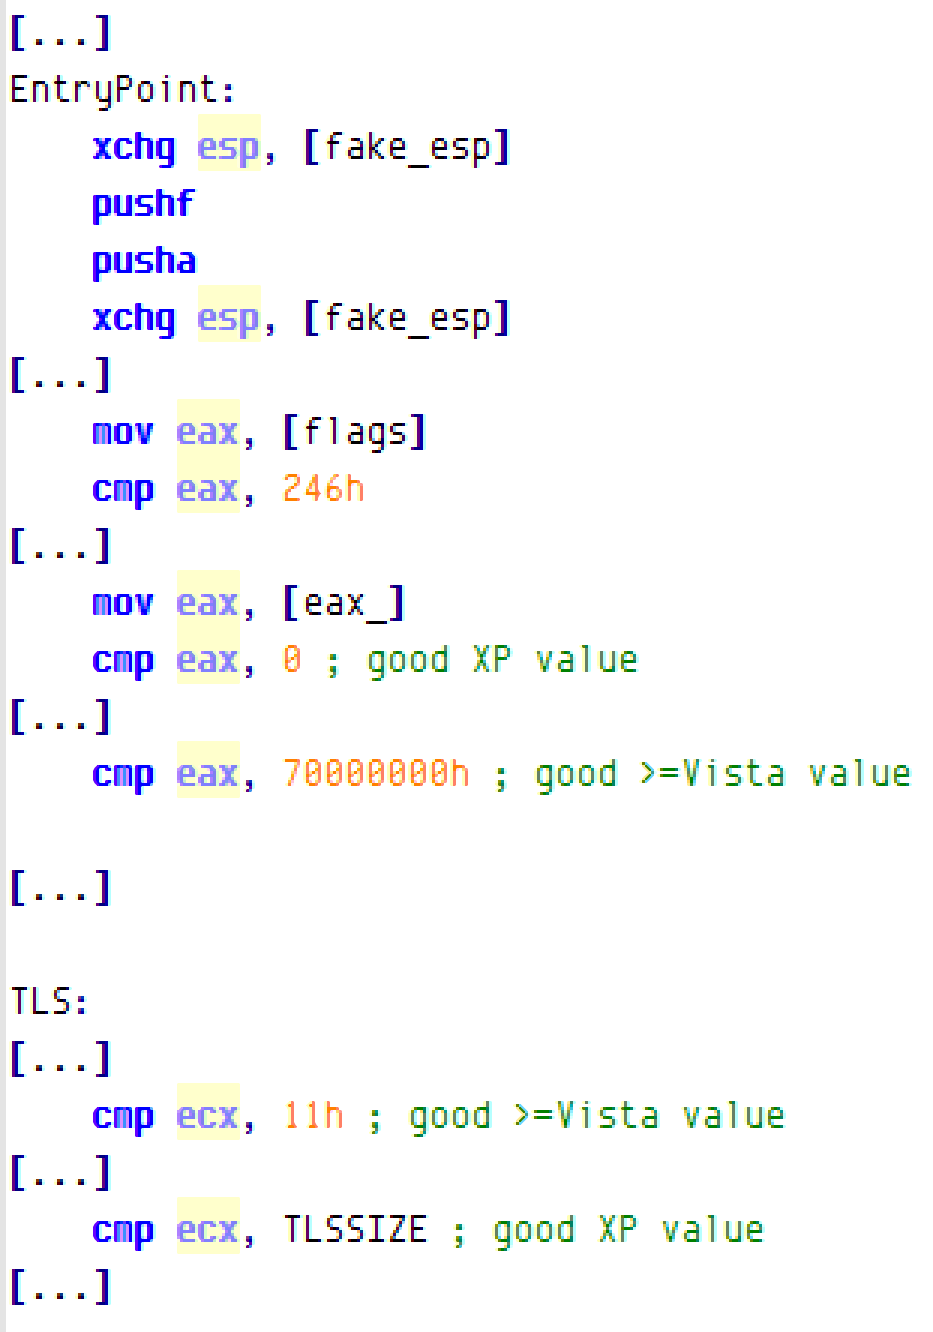 [...]
EntryPoint:
    xchg esp, [fake_esp]
    pushf
    pusha
    xchg esp, [fake_esp]
[...]
    mov eax, [flags]
    cmp eax, 246h
[...]
    mov eax, [eax_]
    cmp eax, 0 ; good XP value
[...]
    cmp eax, 70000000h ; good >=Vista value
[...]
TLS:
[...]
    cmp ecx, 11h ; good >=Vista value
[...]
    cmp ecx, TLSSIZE ; good XP value
[...]